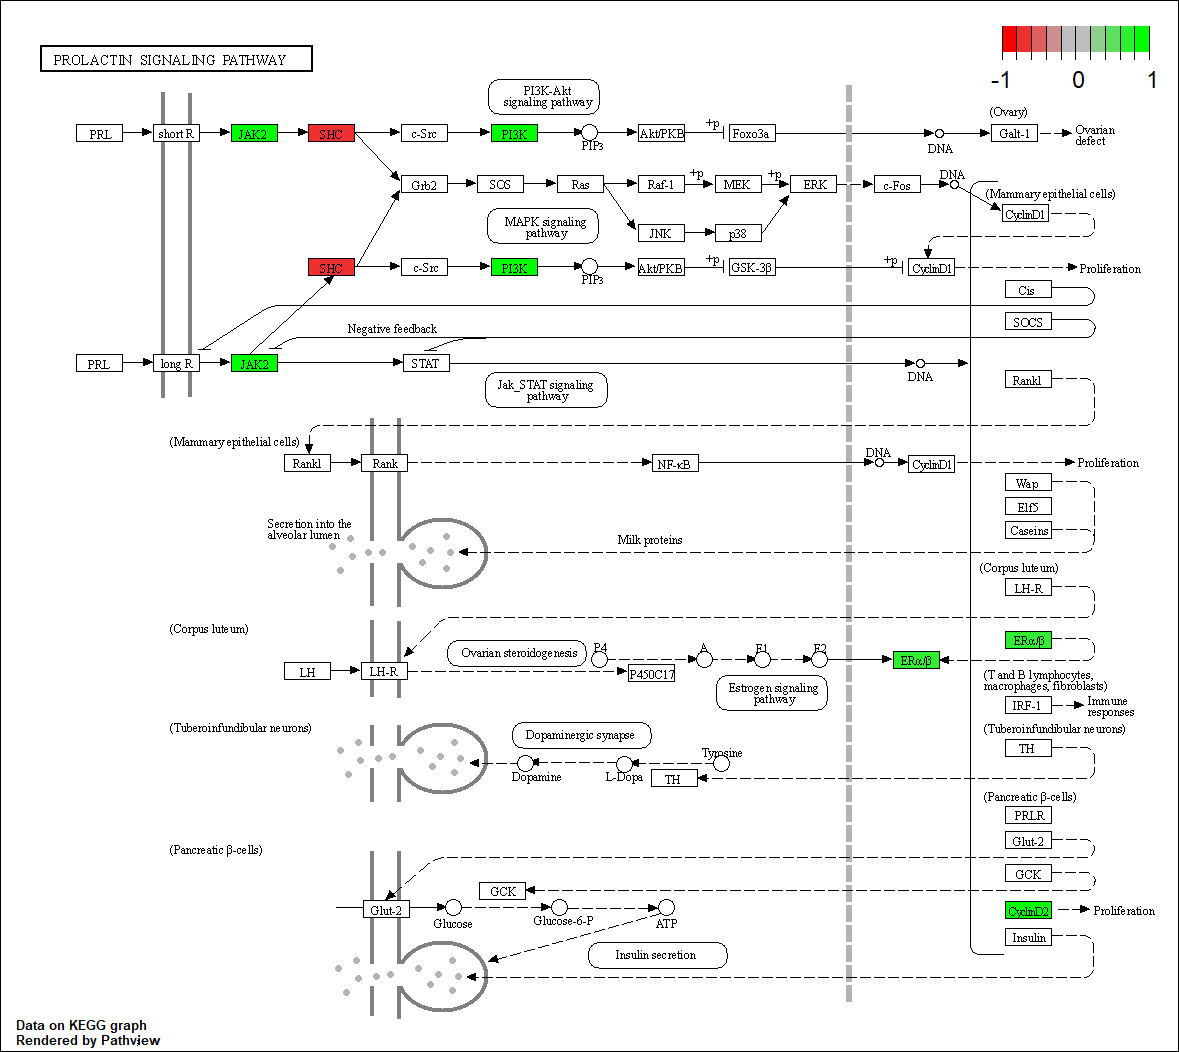 PROLACTIN SIGNALING PATHWAY
-1 0 1
PI3K-Akt
signaling pathway
(Ovary)
PRL short R JAK2 SHC c-Src PI3K PIP3 Akt/PKB +p Foxo3a DNA Galt-1 Ovarian
defect
Grb2 SOS Ras Raf-1 +p MEK +p ERK c-Fos DNA
(Mammary epithelial cells)
CyclinD1
MAPK signaling
pathway
JNK p38
SHC c-Src PI3K PIP3 Akt/PKB +p GSK-3β +p CyclinD1 Proliferation
Cis
SOCS
Negative feedback
PRL long R JAK2 STAT DNA
Jak_STAT signaling
pathway
Rankl
(Mammary epithelial cells)
Rankl Rank NF-κB DNA CyclinD1 Proliferation
Wap
Elf5
Caseins
Secretion into the
alveolar lumen
Milk proteins
(Corpus luteum)
LH-R
(Corpus luteum)
ERα/β
Ovarian steroidogenesis
P4 A E1 E2 ERα/β
LH LH-R P450C17
Estrogen signaling
pathway
(T and B lymphocytes,
macrophages, fibroblasts)
IRF-1 Immune
responses
(Tuberoinfundibular neurons)
(Tuberoinfundibular neurons)
TH
Dopaminergic synapse
Tyrosine
Dopamine L-Dopa TH
(Pancreatic β-cells)
PRLR
Glut-2
(Pancreatic β-cells)
GCK
GCK
Glut-2 Glucose Glucose-6-P ATP
CyclinD2 Proliferation
Insulin
Insulin secretion
Data on KEGG graph
Rendered by Pathview